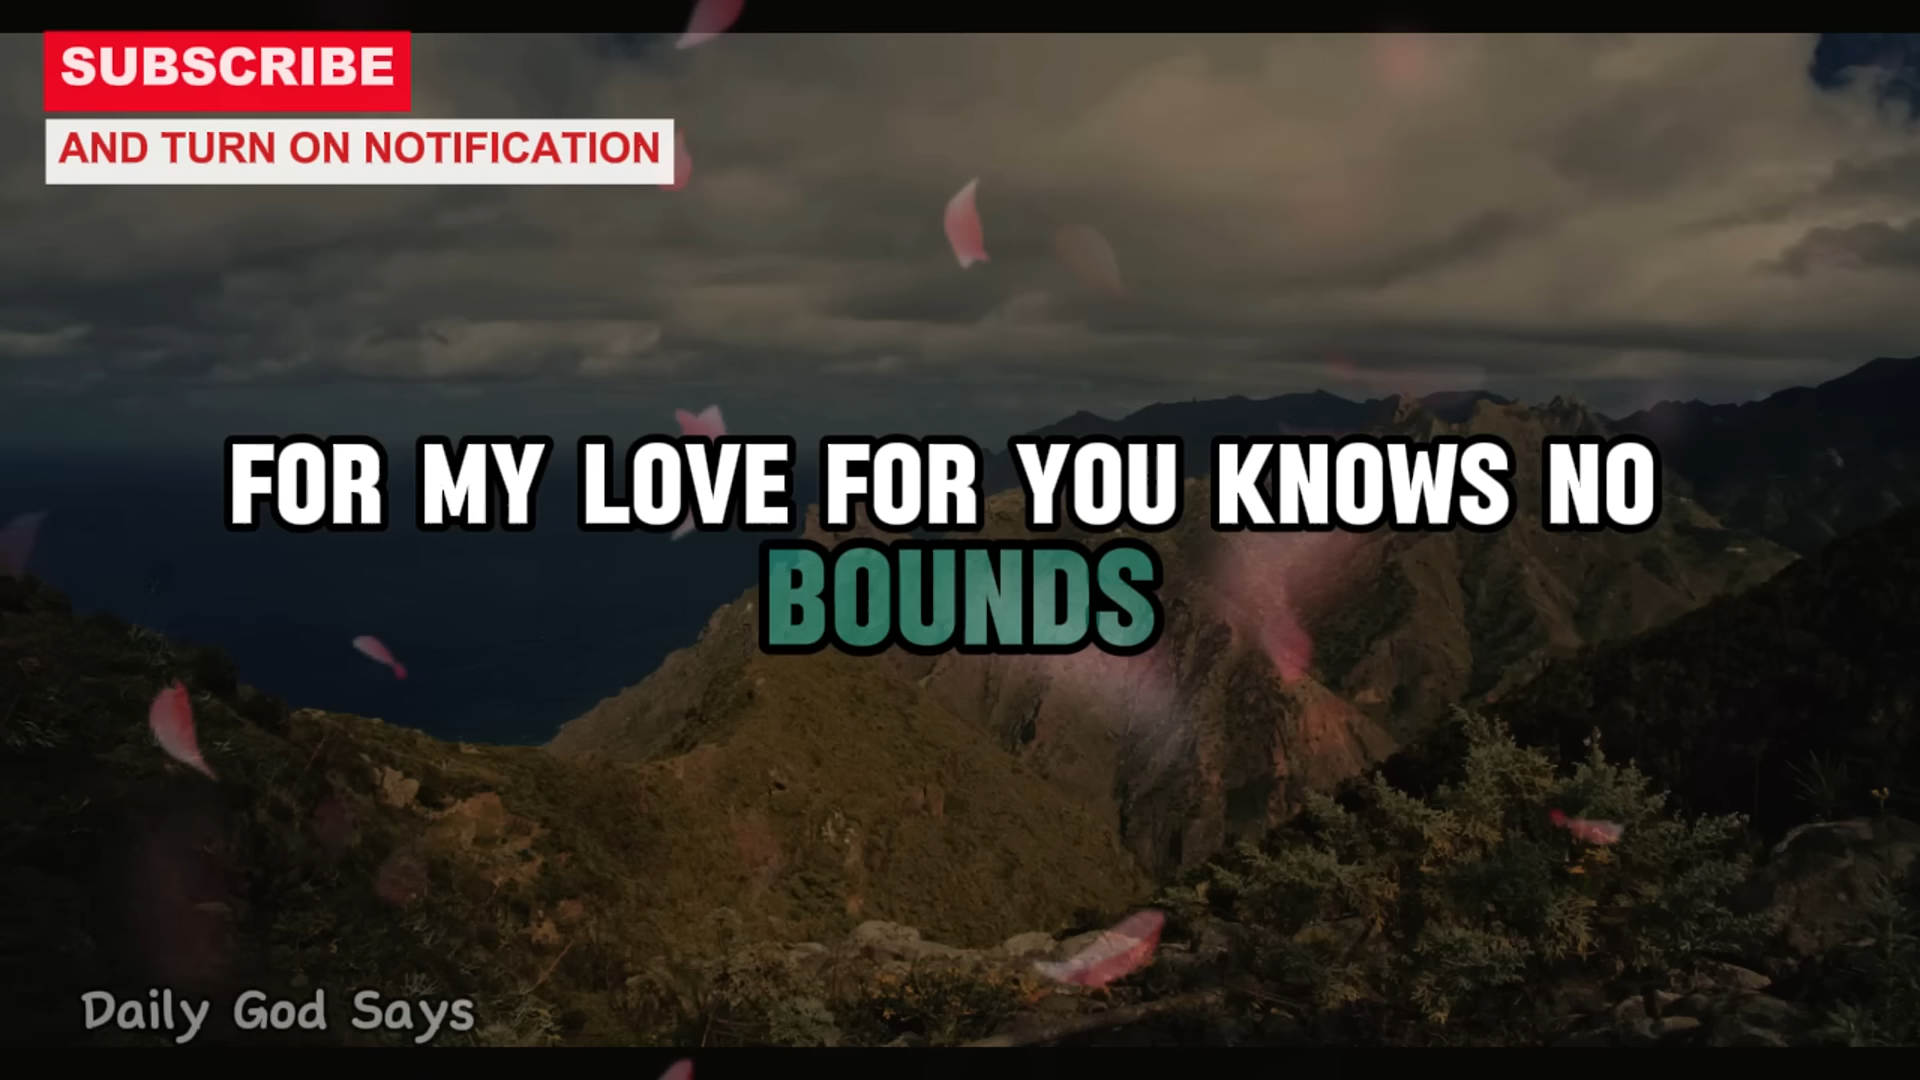 SUBSCRIBE
AND TURN ON NOTIFICATION
FOR MY LOVE FOR YOU KNOWS NO
BOUNDS
Daily God Says